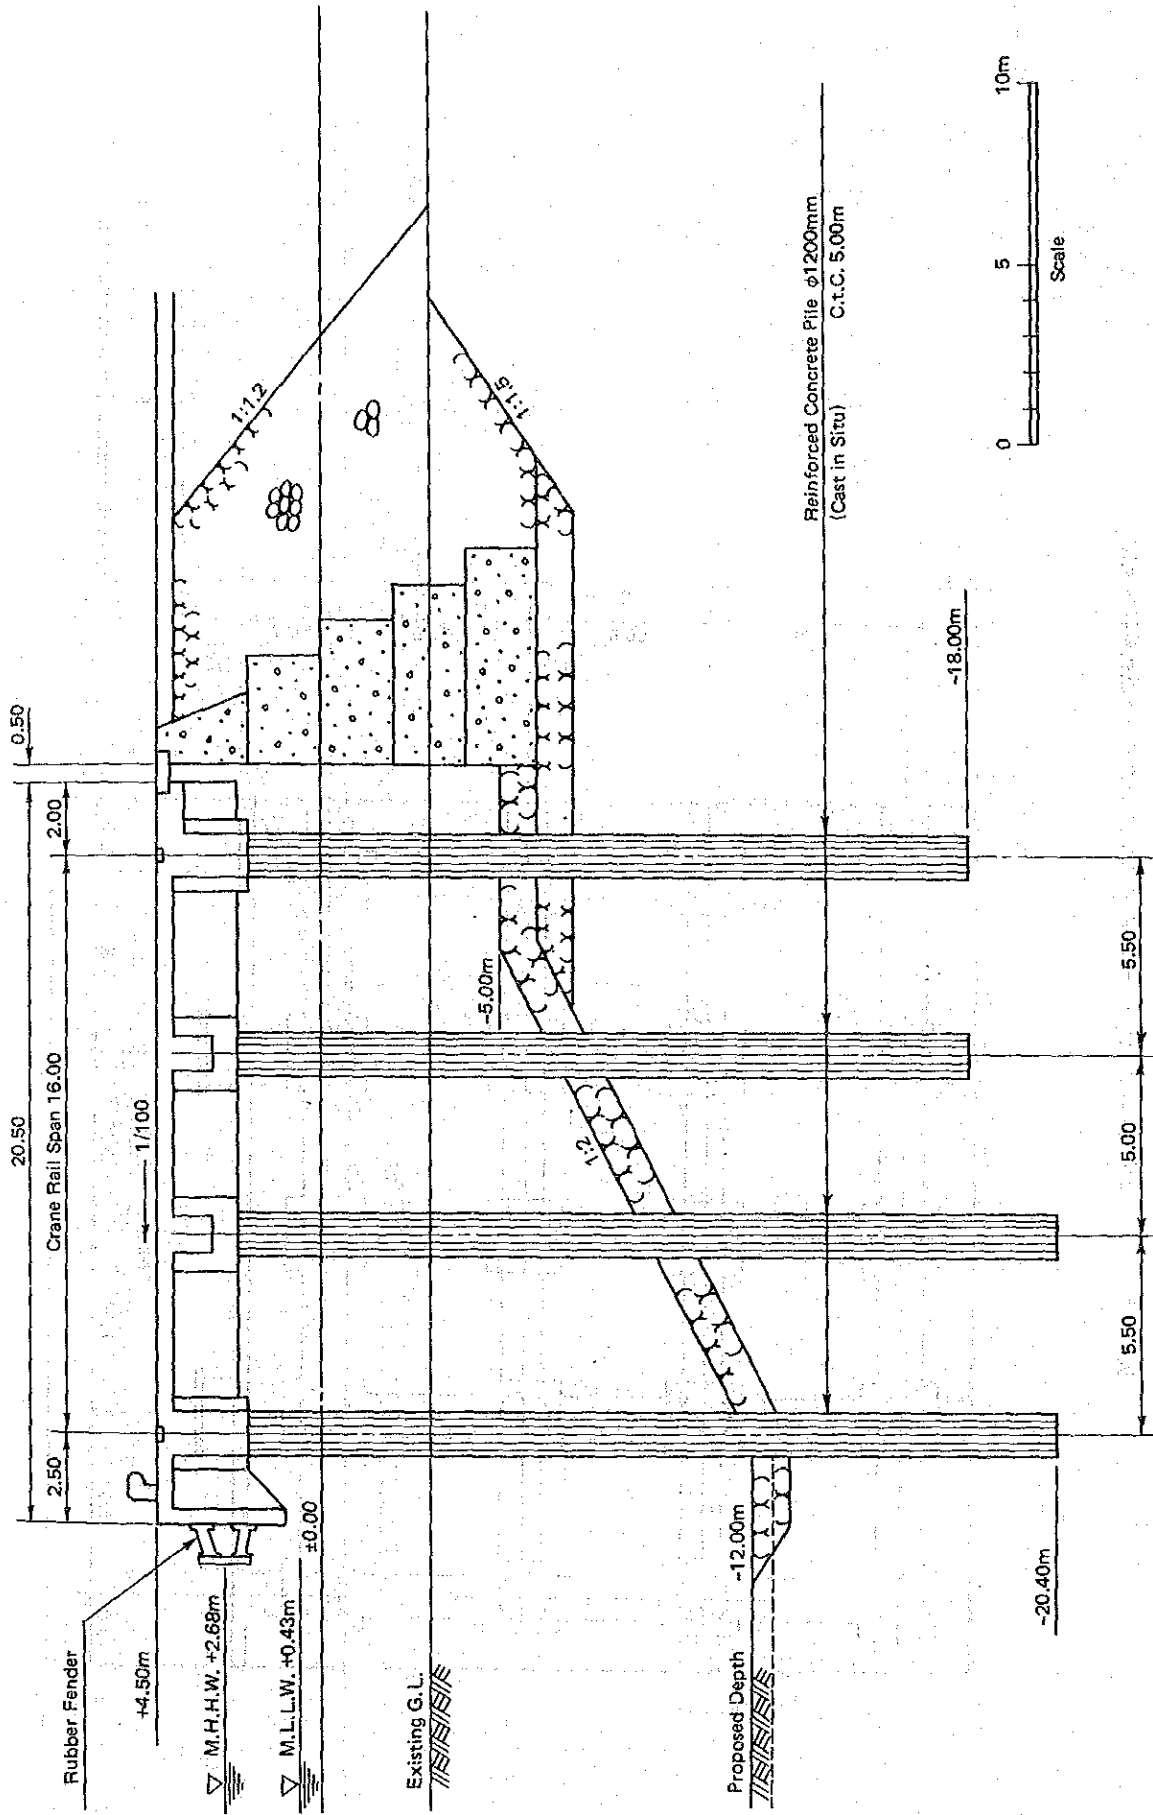 20.50
0.50
2.50
Crane Rail Span 16.00
2.00
1/100
Rubber Fender
+4.50m
M.H.H.W. +2.68m
M.L.L.W. +0.43m
±0.00
Existing G.L.
1:1.2
1:1.5
-5.00m
1:2
Proposed Depth
-12.00m
Reinforced Concrete Pile φ1200mm
(Cast in Situ) C.t.C. 5.00m
-18.00m
-20.40m
5.50
5.00
5.50
0
5
10m
Scale